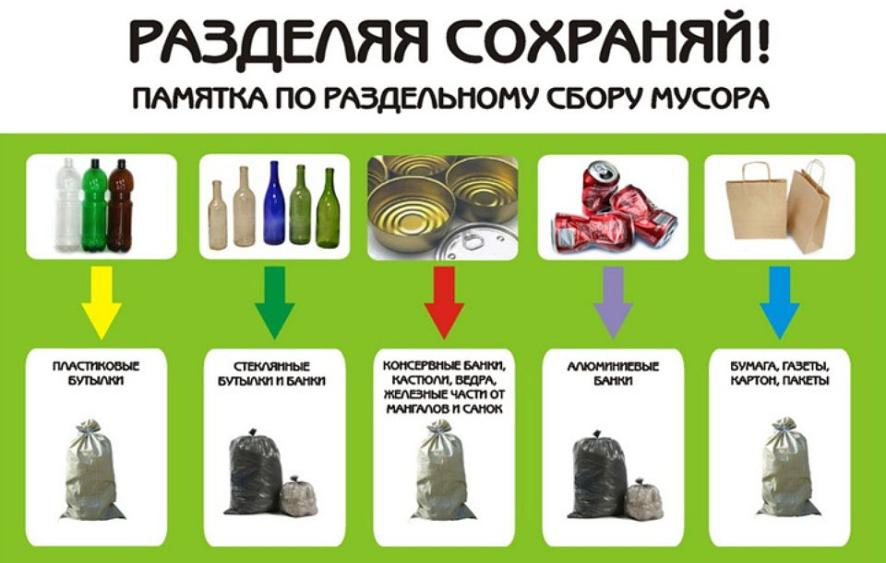 РАЗДЕЛЯЯ СОХРАНЯЙ!
ПАМЯТКА ПО РАЗДЕЛЬНОМУ СБОРУ МУСОРА
ПЛАСТИКОВЫЕ
БУТЫЛКИ
СТЕКЛЯННЫЕ
БУТЫЛКИ И БАНКИ
КОНСЕРВНЫЕ БАНКИ,
КАСТЮЛИ, ВЕДРА,
ЖЕЛЕЗНЫЕ ЧАСТИ ОТ
МАНГАЛОВ И САНОК
АЛЮМИНИЕВЫЕ
БАНКИ
БУМАГА, ГАЗЕТЫ,
КАРТОН, ПАКЕТЫ